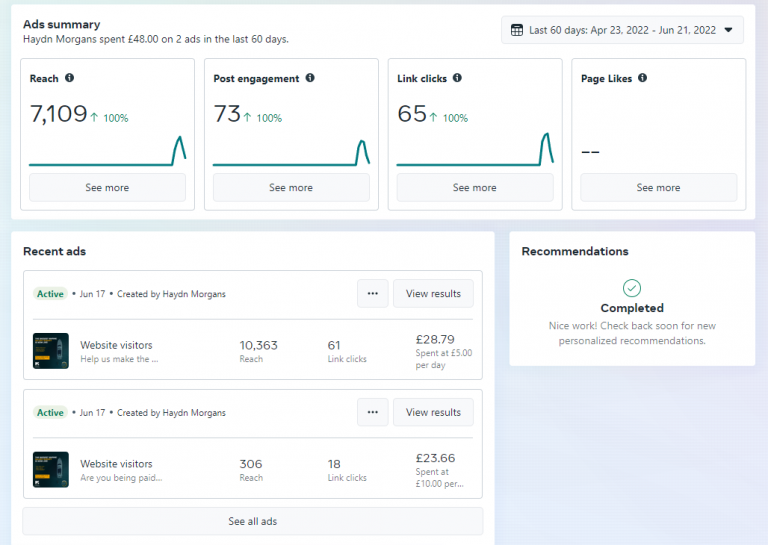 Ads summary
Haydn Morgans spent £48.00 on 2 ads in the last 60 days.
Last 60 days: Apr 23, 2022 - Jun 21, 2022
Reach
7,109 ↑ 100%
See more
Post engagement
73 ↑ 100%
See more
Link clicks
65 ↑ 100%
See more
Page Likes
--
See more
Recent ads
Active • Jun 17 • Created by Haydn Morgans
... View results
Website visitors
Help us make the ...
10,363
Reach
61
Link clicks
£28.79
Spent at £5.00
per day
Active • Jun 17 • Created by Haydn Morgans
... View results
Website visitors
Are you being paid...
306
Reach
18
Link clicks
£23.66
Spent at
£10.00 per...
See all ads
Recommendations
Completed
Nice work! Check back soon for new
personalized recommendations.